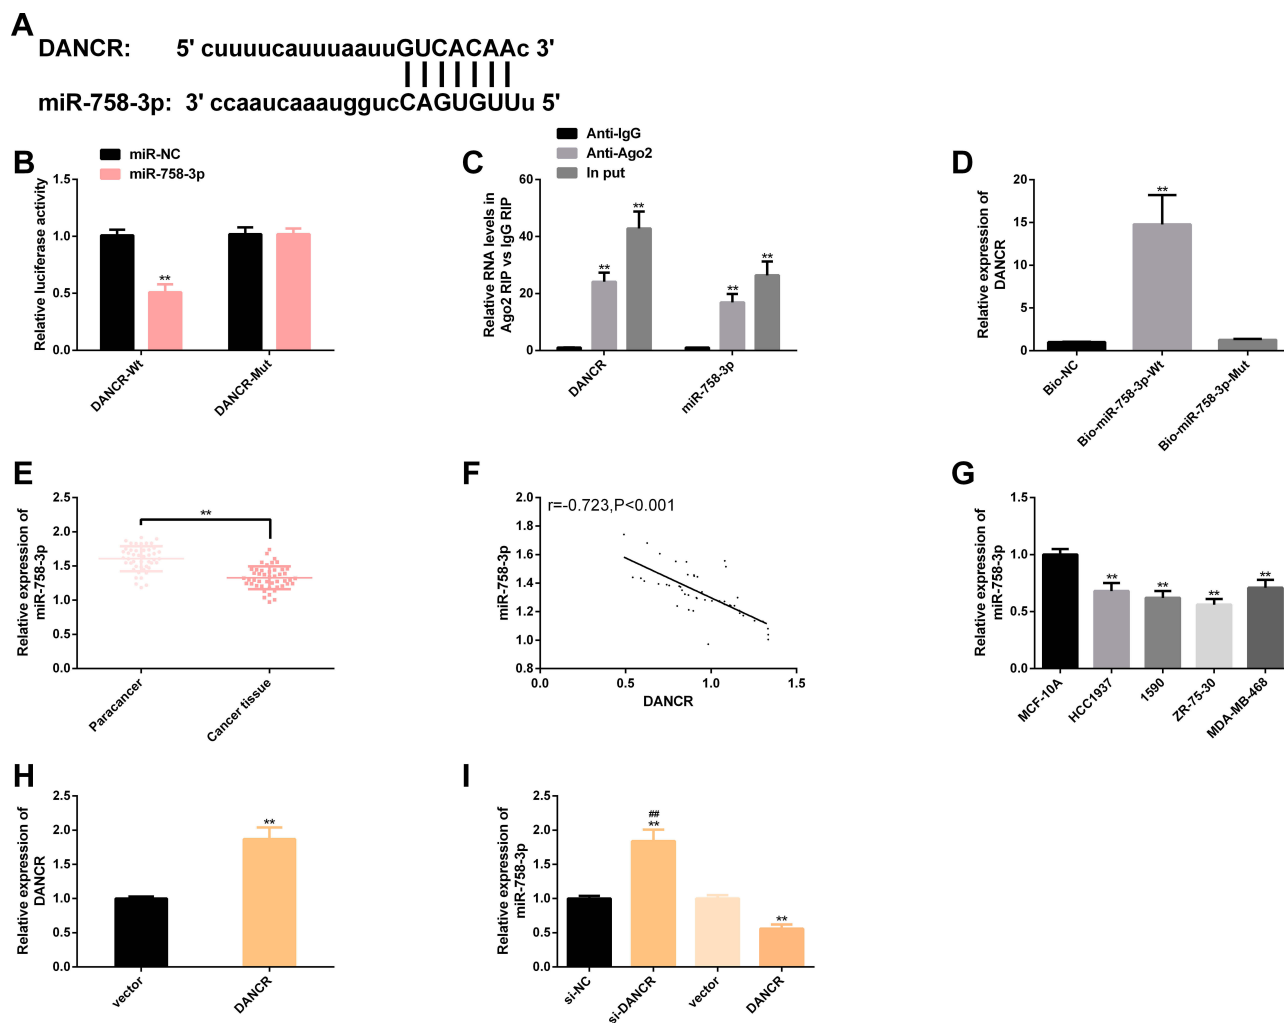 A
DANCR: 5' cuuuucauuuaauuGUCACAAc 3'
miR-758-3p: 3' ccaaucaaauggucCAGUGUUu 5'
B
miR-NC
miR-758-3p
Relative luciferase activity
1.5
1.0
0.5
0.0
**
DANCR-Wt
DANCR-Mut
C
Anti-IgG
Anti-Ago2
In put
Relative RNA levels in
Ago2 RIP vs IgG RIP
60
40
20
0
**
**
**
**
DANCR
miR-758-3p
D
Relative expression of
DANCR
20
15
10
5
0
**
Bio-NC
Bio-miR-758-3p-Wt
Bio-miR-758-3p-Mut
E
Relative expression of
miR-758-3p
2.5
2.0
1.5
1.0
0.5
0.0
**
Paracancer
Cancer tissue
F
r=-0.723,P<0.001
miR-758-3p
2.0
1.8
1.6
1.4
1.2
1.0
0.8
0.0
0.5
1.0
1.5
DANCR
G
Relative expression of
miR-758-3p
1.5
1.0
0.5
0.0
**
**
**
**
MCF-10A
HCC1937
1590
ZR-75-30
MDA-MB-468
H
Relative expression of
DANCR
2.5
2.0
1.5
1.0
0.5
0.0
**
vector
DANCR
I
Relative expression of
miR-758-3p
2.5
2.0
1.5
1.0
0.5
0.0
##
**
**
si-NC
si-DANCR
vector
DANCR